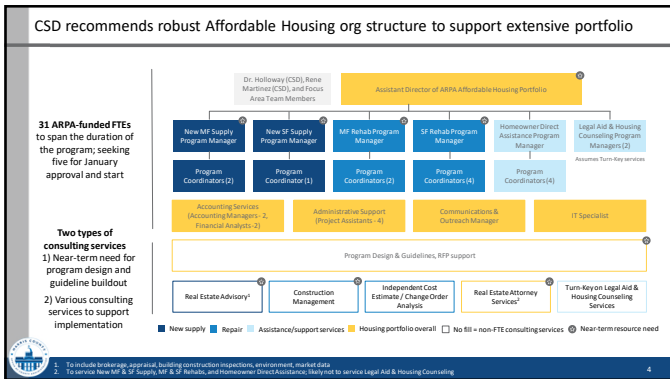 CSD recommends robust Affordable Housing org structure to support extensive portfolio
31 ARPA-funded FTEs
to span the duration of
the program; seeking
five for January
approval and start
Two types of
consulting services
1) Near-term need for
program design and
guideline buildout
2) Various consulting
services to support
implementation
Dr. Holloway (CSD), Rene
Martinez (CSD), and Focus
Area Team Members
Assistant Director of ARPA Affordable Housing Portfolio
New MF Supply
Program Manager
New SF Supply
Program Manager
MF Rehab Program
Manager
SF Rehab Program
Manager
Homeowner Direct
Assistance Program
Manager
Legal Aid & Housing
Counseling Program
Managers (2)
Assumes Turn-Key services
Program
Coordinators (2)
Program
Coordinator (1)
Program
Coordinators (2)
Program
Coordinators (4)
Program
Coordinators (4)
Accounting Services
(Accounting Managers - 2,
Financial Analysts -2)
Administrative Support
(Project Assistants - 4)
Communications &
Outreach Manager
IT Specialist
Program Design & Guidelines, RFP support
Real Estate Advisory1
Construction
Management
Independent Cost
Estimate / Change Order
Analysis
Real Estate Attorney
Services2
Turn-Key on Legal Aid &
Housing Counseling
Services
New supply
Repair
Assistance/support services
Housing portfolio overall
No fill = non-FTE consulting services
Near-term resource need
HARRIS COUNTY
1. To include brokerage, appraisal, building construction inspections, environment, market data
2. To service New MF & SF Supply, MF & SF Rehabs, and Homeowner Direct Assistance; likely not to service Legal Aid & Housing Counseling
4